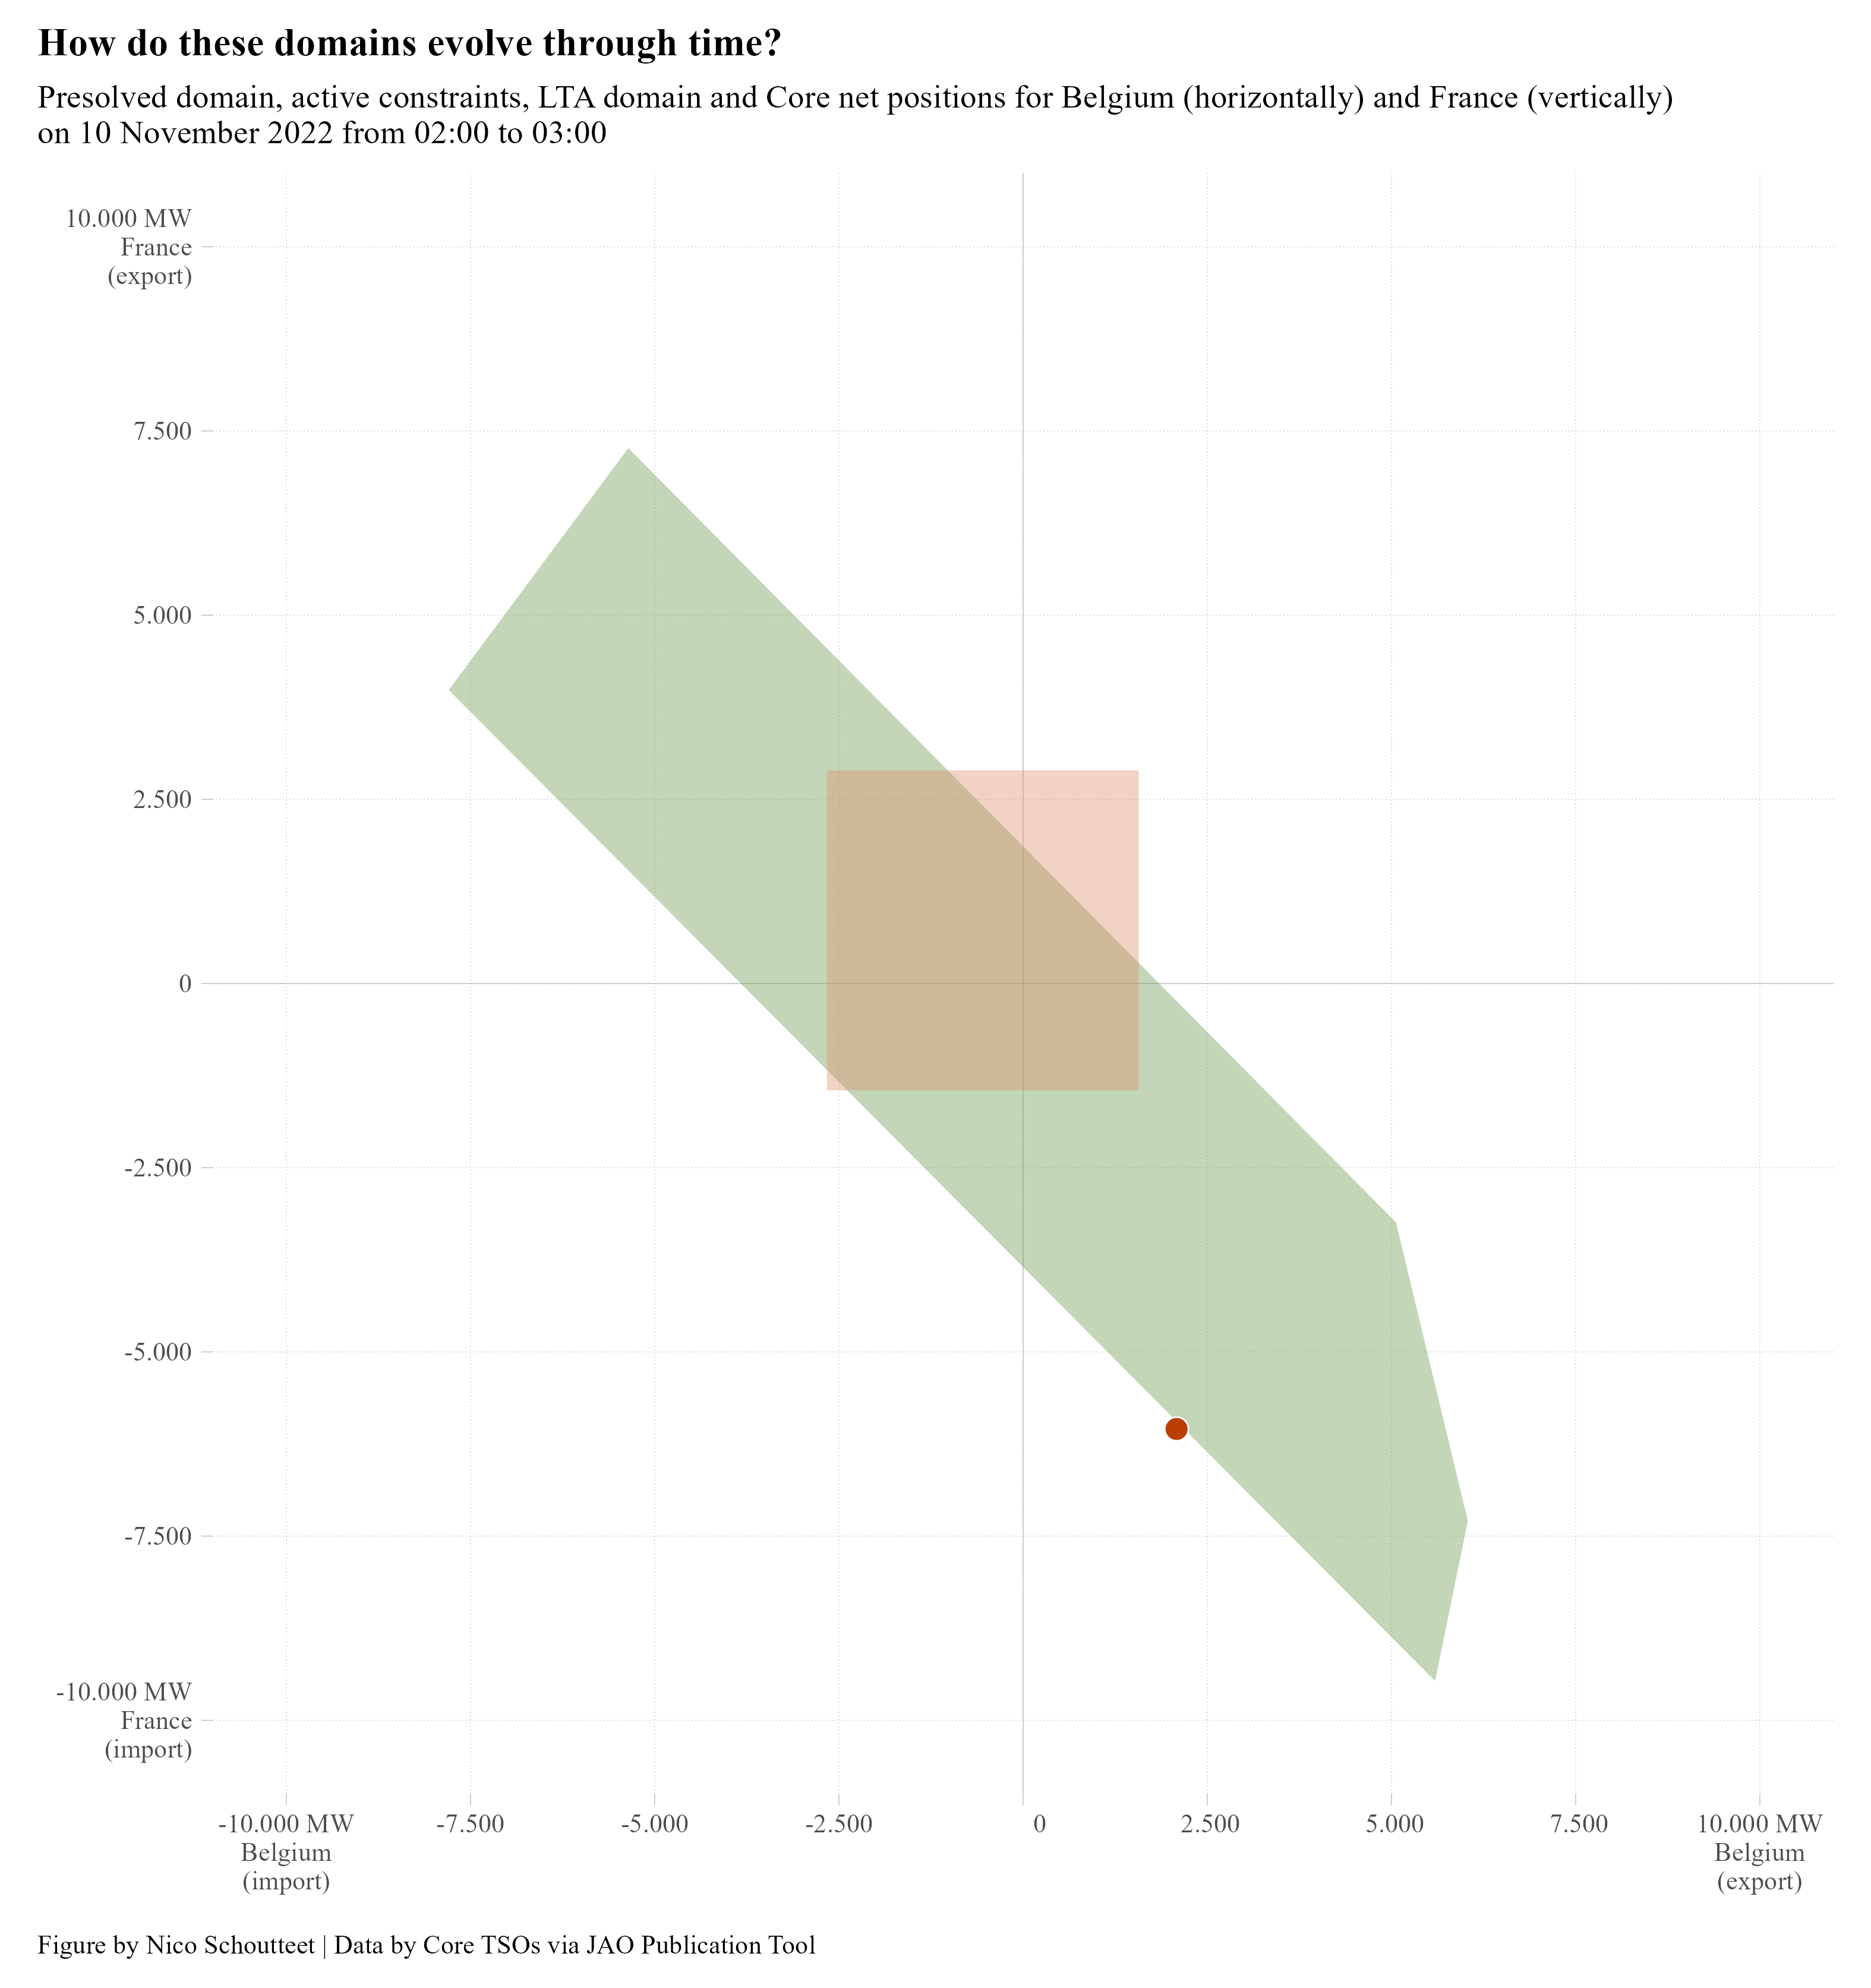 How do these domains evolve through time?
Presolved domain, active constraints, LTA domain and Core net positions for Belgium (horizontally) and France (vertically)
on 10 November 2022 from 02:00 to 03:00
10.000 MW
France
(export)
7.500
5.000
2.500
0
-2.500
-5.000
-7.500
-10.000 MW
France
(import)
-10.000 MW
Belgium
(import)
-7.500
-5.000
-2.500
0
2.500
5.000
7.500
10.000 MW
Belgium
(export)
Figure by Nico Schoutteet | Data by Core TSOs via JAO Publication Tool